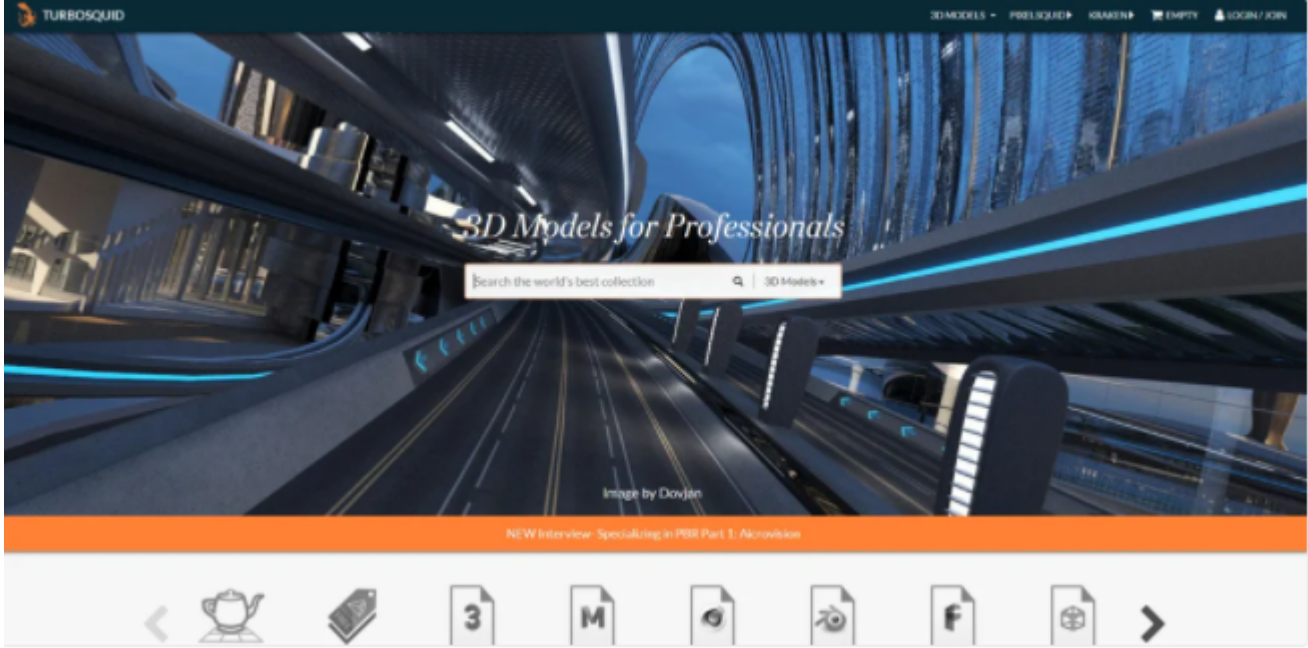 TURBOSQUID
3D MODELS PIXELSQUID KRAKEN EMPTY LOGIN / JOIN
3D Models for Professionals
Search the world's best collection 3D Models
Image by Dovjan
NEW Interview- Specializing in PBR Part 1: Aicrovision
3 M F